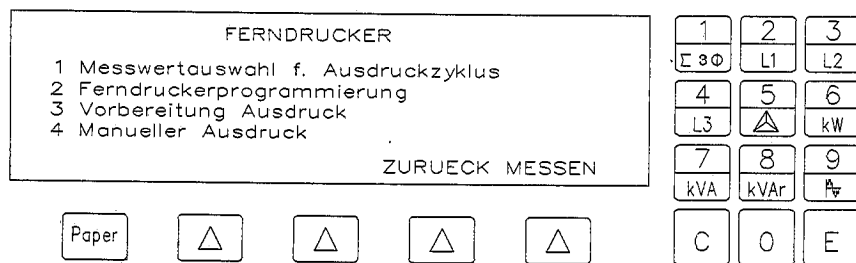 FERNDRUCKER
1 Messwertauswahl f. Ausdruckzyklus
2 Ferndruckerprogrammierung
3 Vorbereitung Ausdruck
4 Manueller Ausdruck
ZURUECK MESSEN
Paper
1 2 3
Σ3Φ L1 L2
4 5 6
L3 kW
7 8 9
kVA kVAr
C 0 E